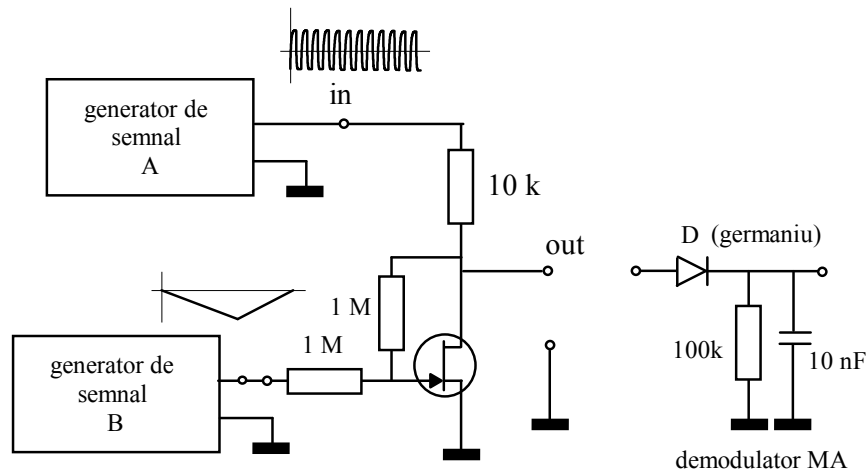 in
generator de
semnal
A
10 k
out
D (germaniu)
1 M
1 M
generator de
semnal
B
100k
10 nF
demodulator MA